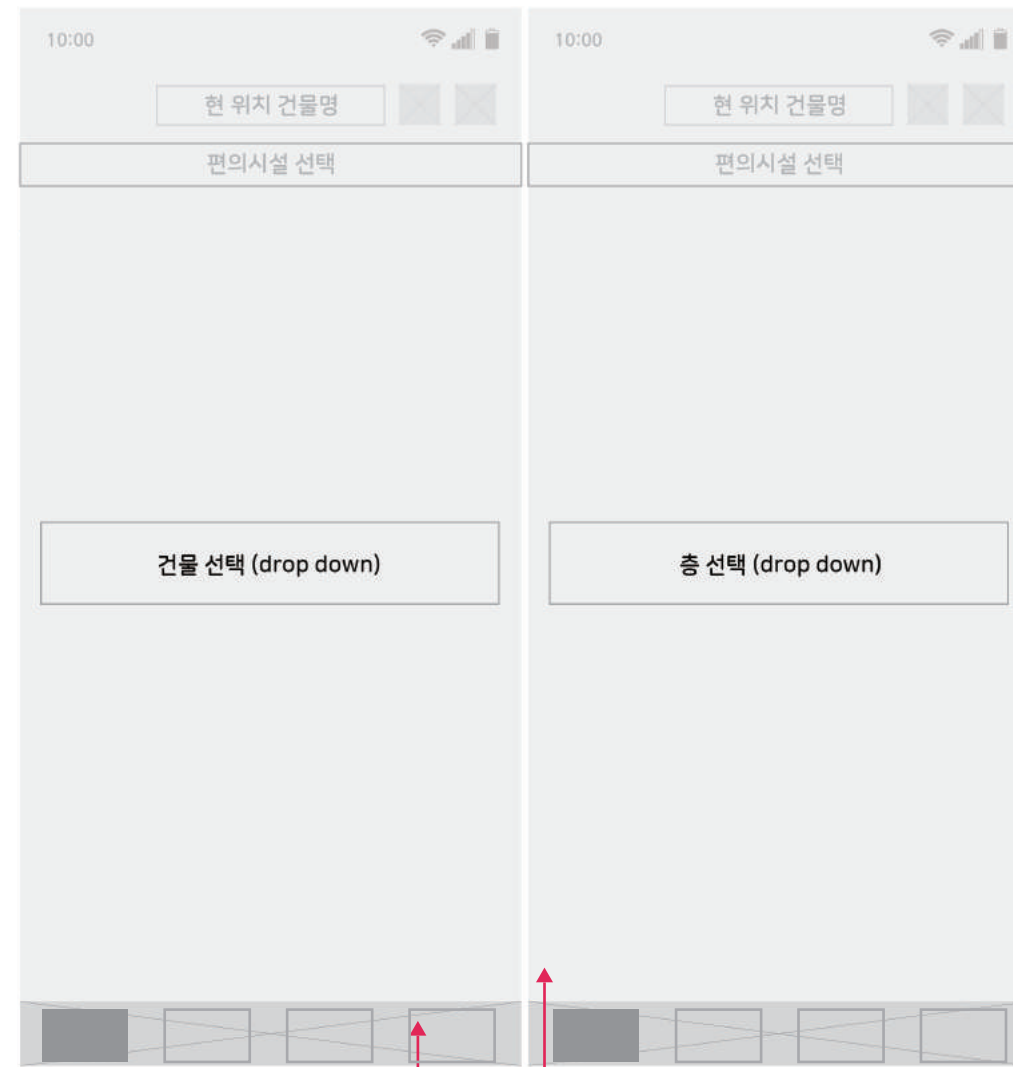 10:00
현 위치 건물명
편의시설 선택
건물 선택 (drop down)
10:00
현 위치 건물명
편의시설 선택
층 선택 (drop down)